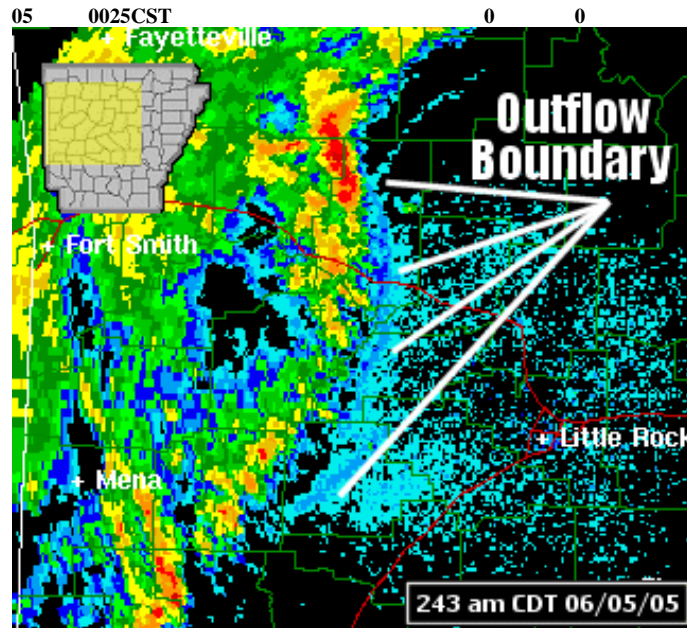 05 0025CST 0 0
+ Fayetteville
Outflow
Boundary
+ Fort Smith
+ Little Rock
+ Mena
243 am CDT 06/05/05